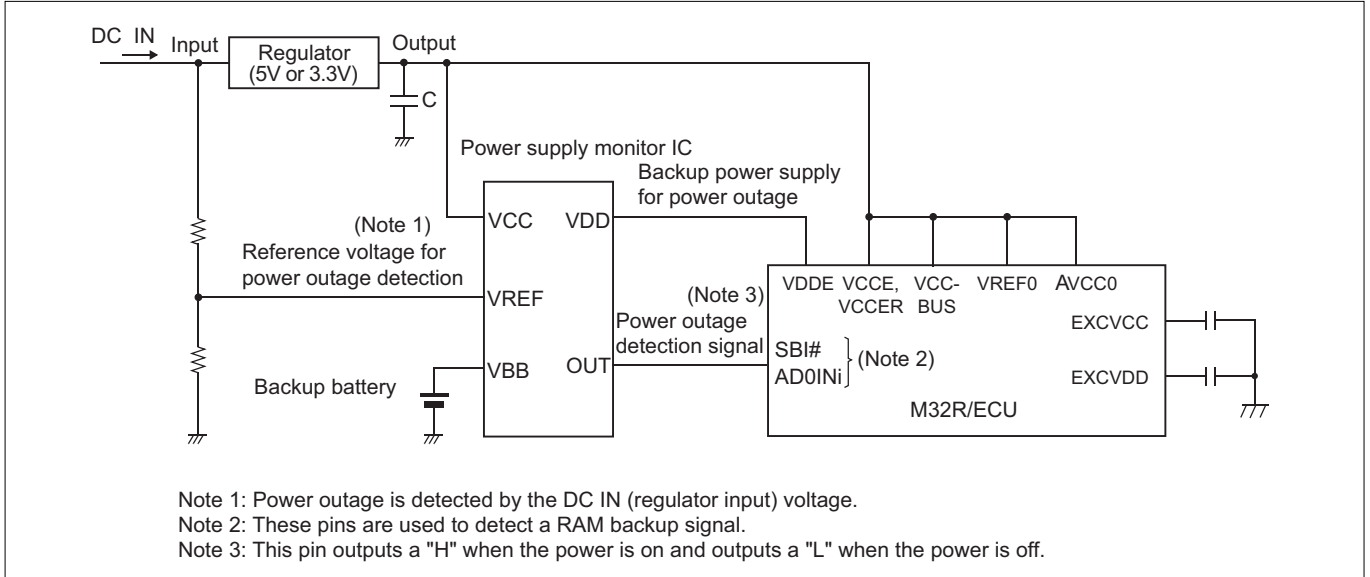 DC IN
Input
Regulator
(5V or 3.3V)
Output
C
Power supply monitor IC
Backup power supply
for power outage
(Note 1)
Reference voltage for
power outage detection
VCC
VDD
VREF
VBB
OUT
Backup battery
(Note 3)
Power outage
detection signal
VDDE
VCCE,
VCCER
VCC-
BUS
VREF0
AVCC0
EXCVCC
SBI#
AD0INi
(Note 2)
EXCVDD
M32R/ECU
Note 1: Power outage is detected by the DC IN (regulator input) voltage.
Note 2: These pins are used to detect a RAM backup signal.
Note 3: This pin outputs a "H" when the power is on and outputs a "L" when the power is off.